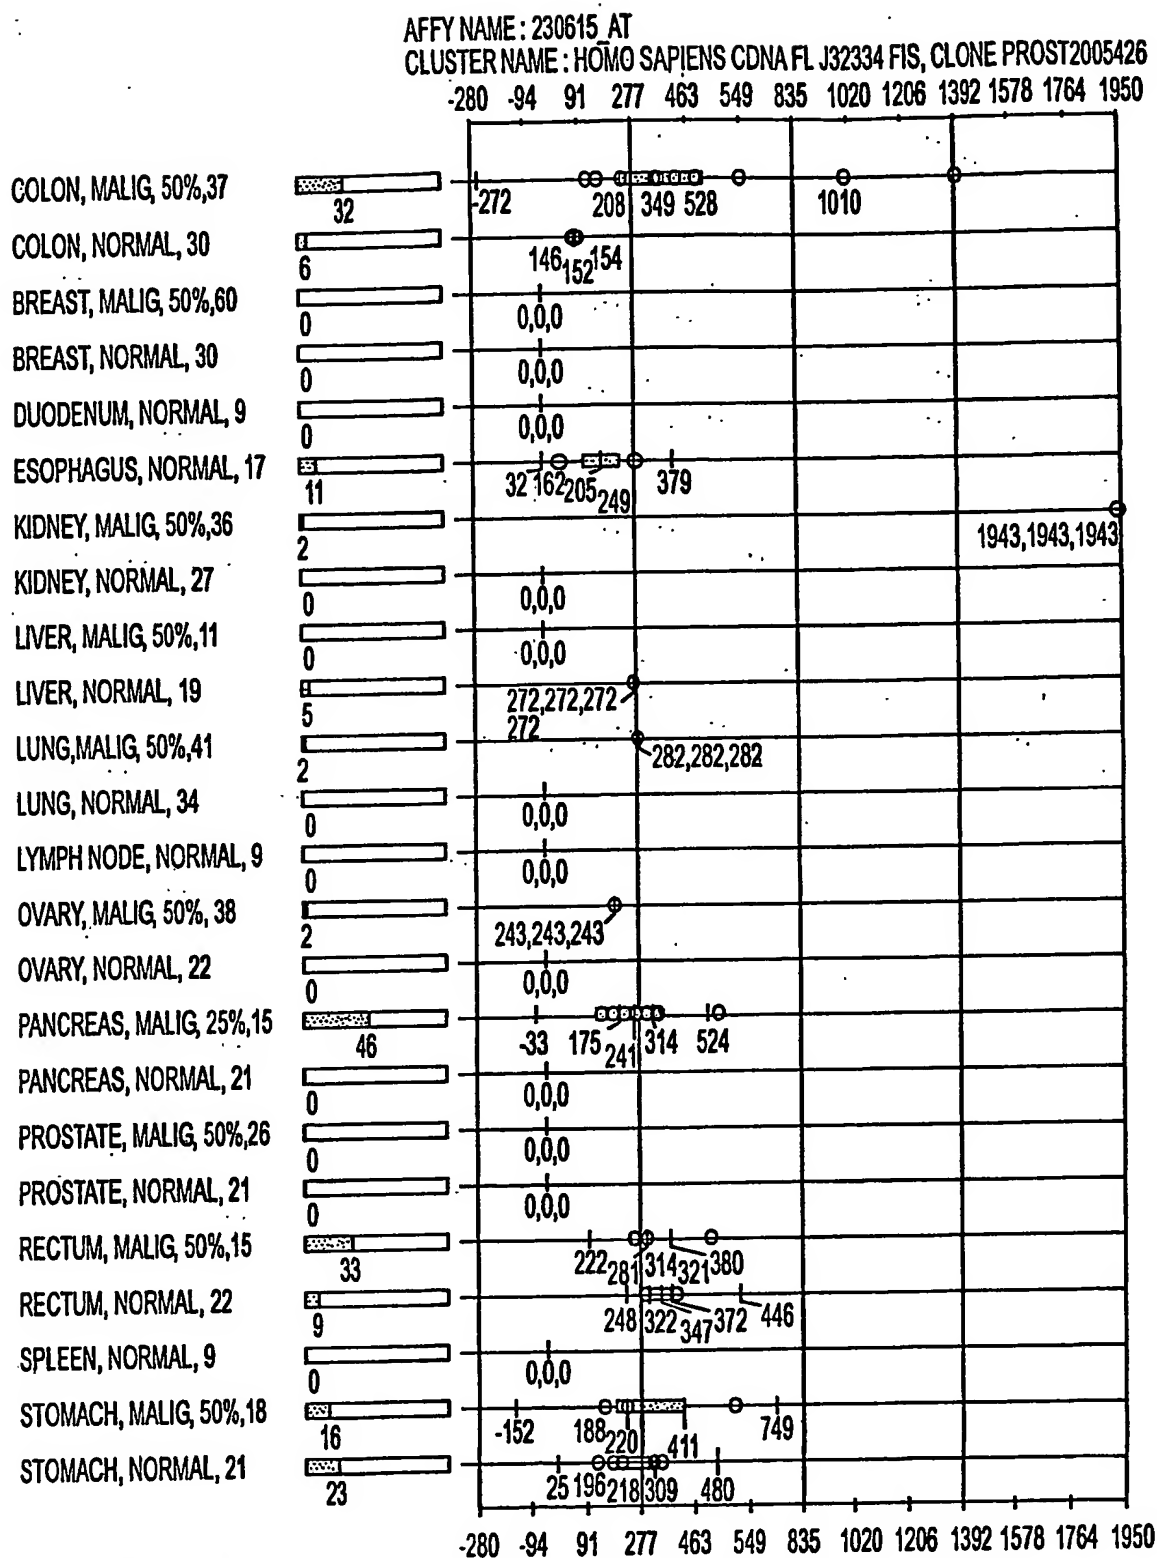 AFFY NAME : 230615_AT
CLUSTER NAME : HOMO SAPIENS CDNA FL J32334 FIS, CLONE PROST2005426
-280 -94 91 277 463 549 835 1020 1206 1392 1578 1764 1950
COLON, MALIG, 50%,37
32
-272 208 349 528 1010
COLON, NORMAL, 30
6
146 152 154
BREAST, MALIG, 50%,60
0
0,0,0
BREAST, NORMAL, 30
0
0,0,0
DUODENUM, NORMAL, 9
0
0,0,0
ESOPHAGUS, NORMAL, 17
11
32 162 205 249 379
KIDNEY, MALIG, 50%,36
2
1943,1943,1943
KIDNEY, NORMAL, 27
0
0,0,0
LIVER, MALIG, 50%,11
0
0,0,0
LIVER, NORMAL, 19
5
272,272,272
272
LUNG,MALIG, 50%,41
2
282,282,282
LUNG, NORMAL, 34
0
0,0,0
LYMPH NODE, NORMAL, 9
0
0,0,0
OVARY, MALIG, 50%, 38
2
243,243,243
OVARY, NORMAL, 22
0
0,0,0
PANCREAS, MALIG, 25%,15
46
-33 175 241 314 524
PANCREAS, NORMAL, 21
0
0,0,0
PROSTATE, MALIG, 50%,26
0
0,0,0
PROSTATE, NORMAL, 21
0
0,0,0
RECTUM, MALIG, 50%,15
33
222 281 314 321 380
RECTUM, NORMAL, 22
9
248 322 347 372 446
SPLEEN, NORMAL, 9
0
0,0,0
STOMACH, MALIG, 50%,18
16
-152 188 220 411 749
STOMACH, NORMAL, 21
23
25 196 218 309 480
-280 -94 91 277 463 549 835 1020 1206 1392 1578 1764 1950